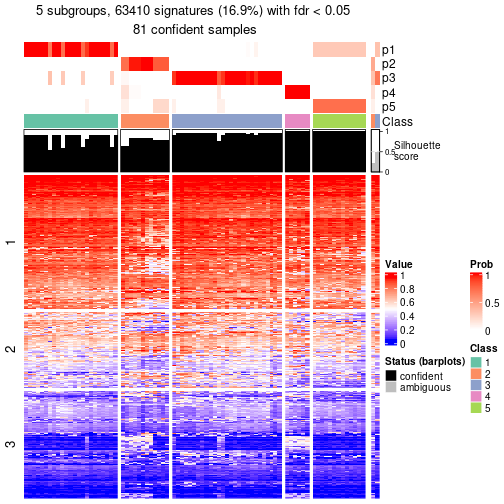 5 subgroups, 63410 signatures (16.9%) with fdr < 0.05
81 confident samples
p1
p2
p3
p4
p5
Class
1
0.5
0
Silhouette
score
1
2
3
Value
1
0.8
0.6
0.4
0.2
0
Prob
1
0.5
0
Status (barplots)
confident
ambiguous
Class
1
2
3
4
5